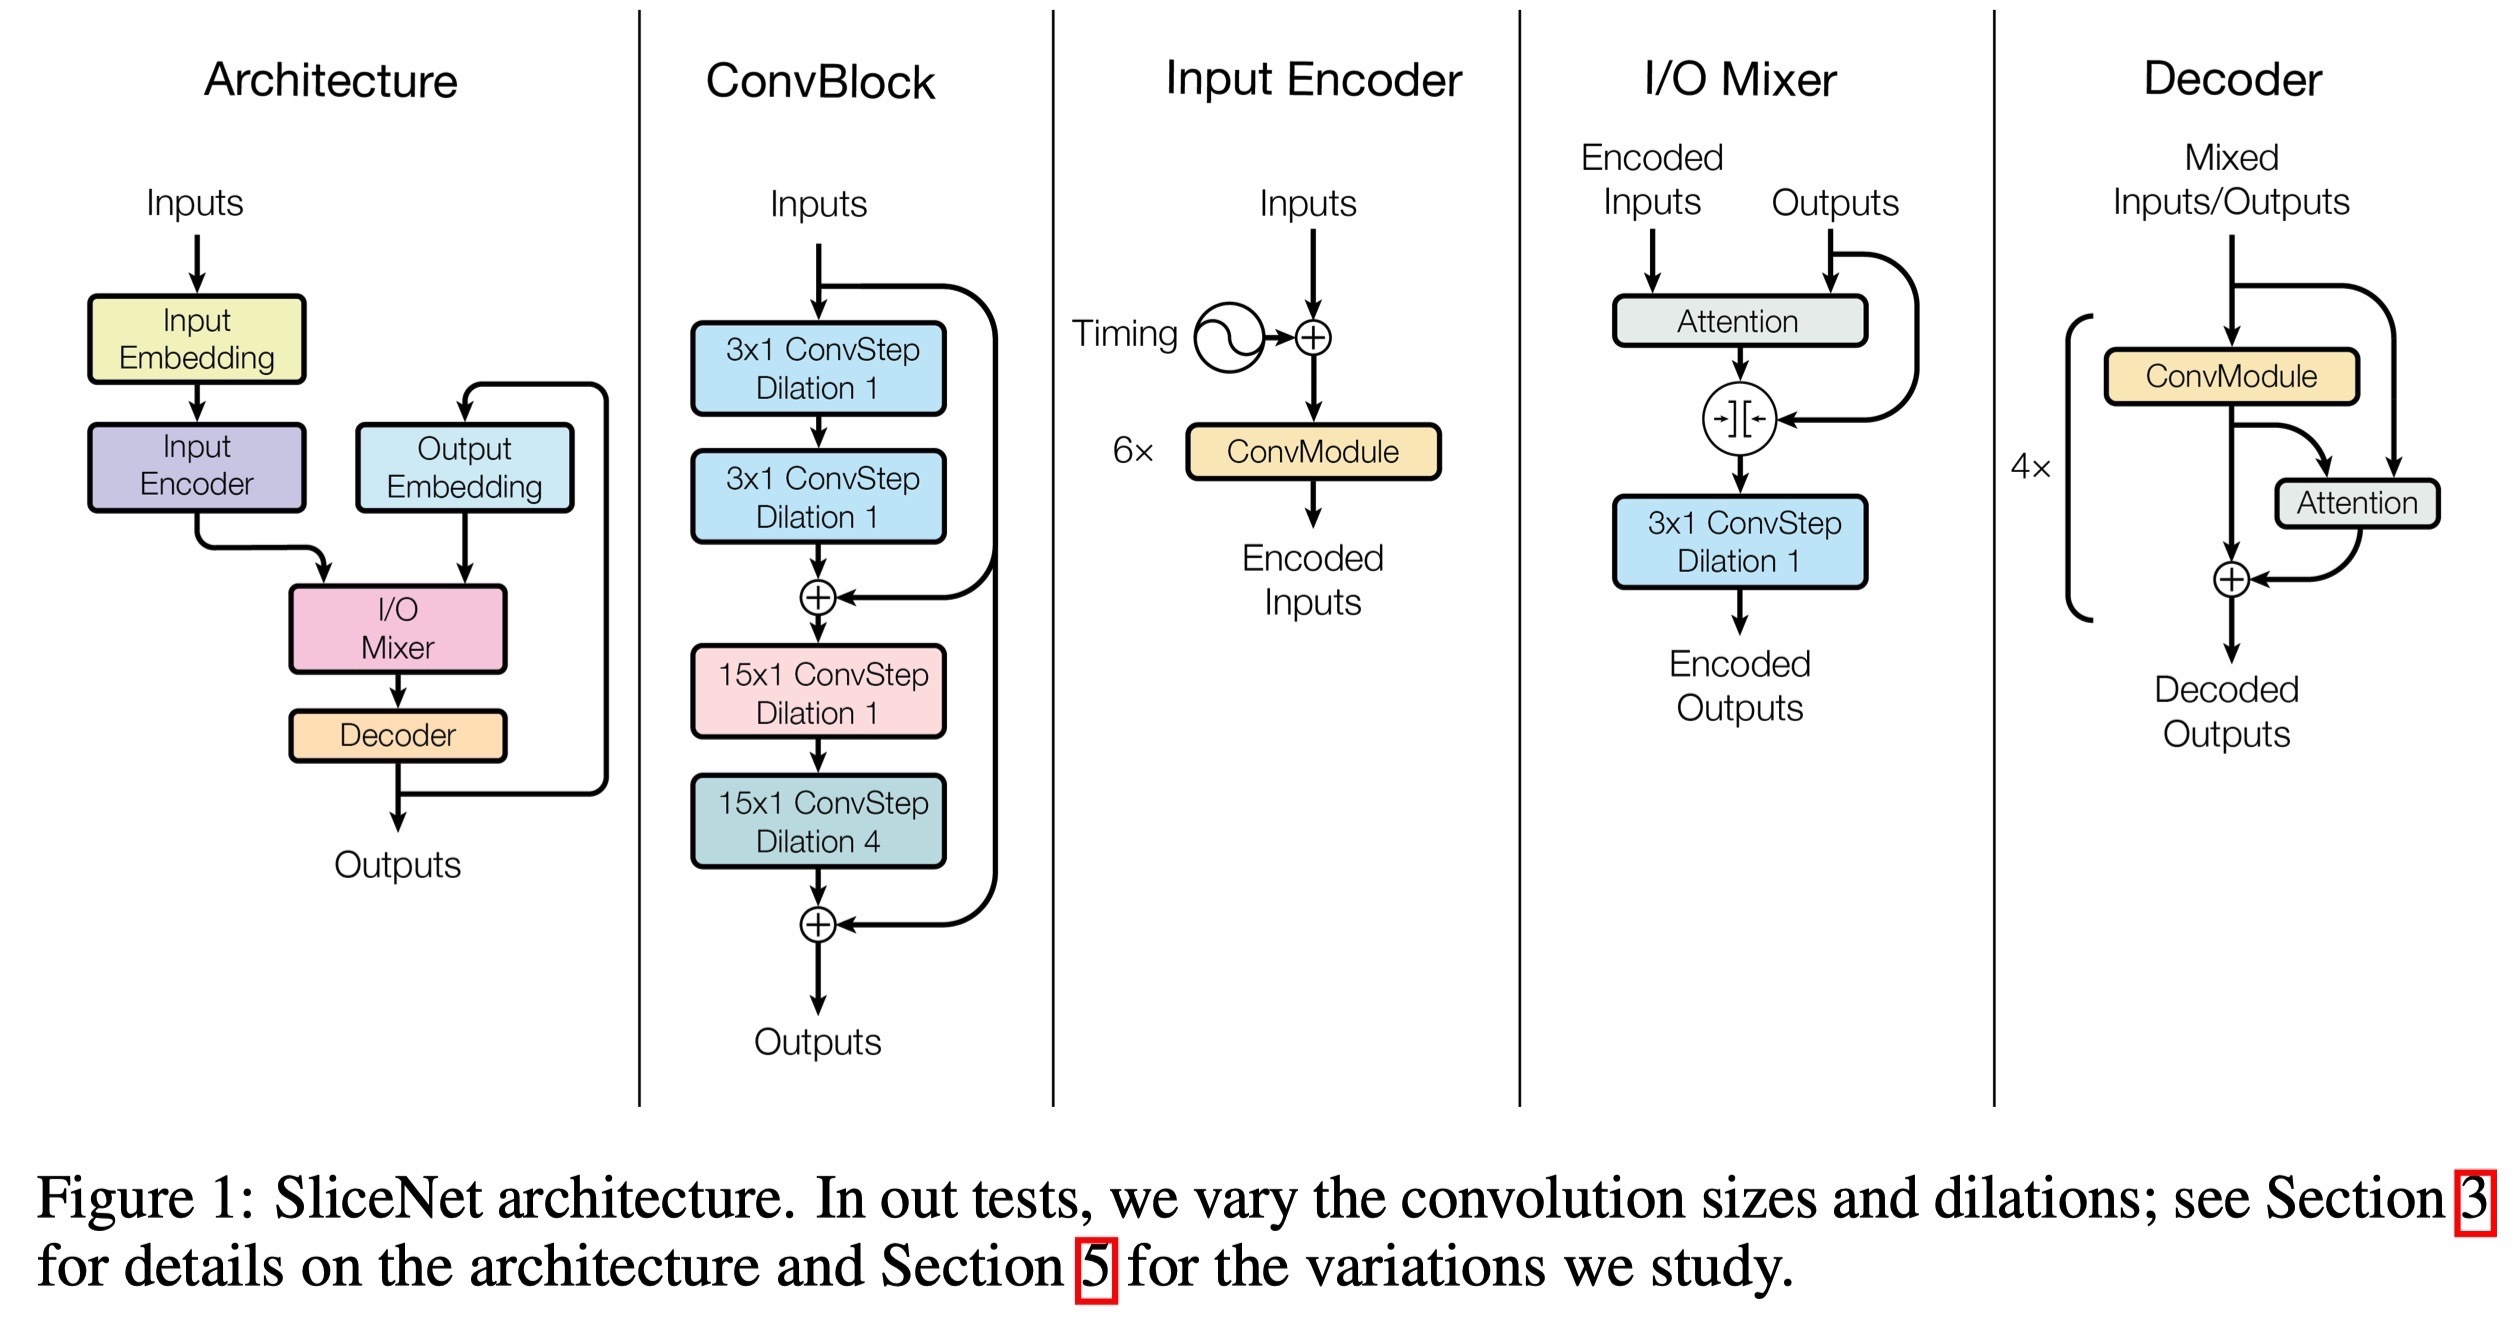 Architecture
Inputs
Input
Embedding
Input
Encoder
Output
Embedding
I/O
Mixer
Decoder
Outputs
ConvBlock
Inputs
3x1 ConvStep
Dilation 1
3x1 ConvStep
Dilation 1
15x1 ConvStep
Dilation 1
15x1 ConvStep
Dilation 4
Outputs
Input Encoder
Inputs
Timing
6×
ConvModule
Encoded
Inputs
I/O Mixer
Encoded
Inputs
Outputs
Attention
3x1 ConvStep
Dilation 1
Encoded
Outputs
Decoder
Mixed
Inputs/Outputs
ConvModule
4×
Attention
Decoded
Outputs
Figure 1: SliceNet architecture. In out tests, we vary the convolution sizes and dilations; see Section 3
for details on the architecture and Section 5 for the variations we study.